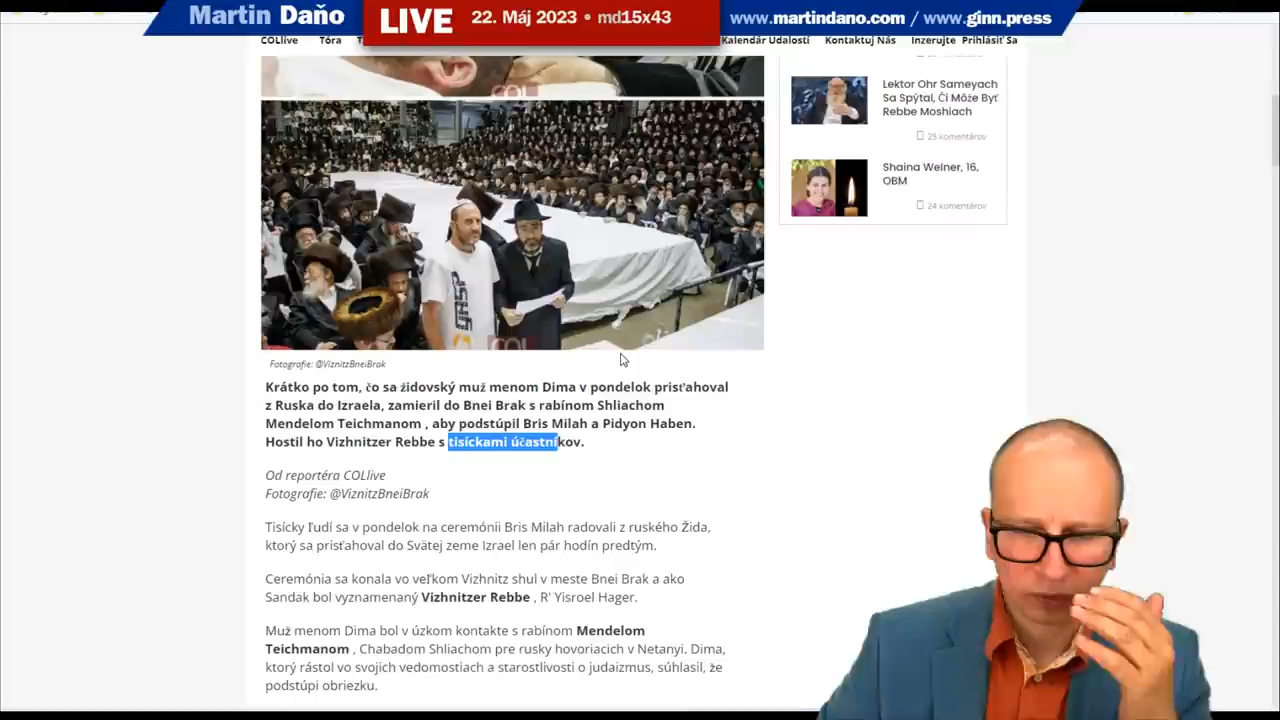 Martin Daňo
LIVE
22. Máj 2023 • md15x43
www.martindano.com / www.ginn.press
COLlive
Tóra
Kalendár Udalostí
Kontaktuj Nás
Inzerujte
Prihlásiť Sa
Lektor Ohr Sameyach
Sa Spýtal, Či Môže Byť
Rebbe Moshiach
25 komentárov
Shaina Welner, 16,
OBM
24 komentárov
Fotografie: @ViznitzBneiBrak
Krátko po tom, čo sa židovský muž menom Dima v pondelok prisťahoval
z Ruska do Izraela, zamieril do Bnei Brak s rabínom Shliachom
Mendelom Teichmanom , aby podstúpil Bris Milah a Pidyon Haben.
Hostil ho Vizhnitzer Rebbe s tisíckami účastníkov.
Od reportéra COLlive
Fotografie: @ViznitzBneiBrak
Tisícky ľudí sa v pondelok na ceremónii Bris Milah radovali z ruského Žida,
ktorý sa prisťahoval do Svätej zeme Izrael len pár hodín predtým.
Ceremónia sa konala vo veľkom Vizhnitz shul v meste Bnei Brak a ako
Sandak bol vyznamenaný Vizhnitzer Rebbe , R' Yisroel Hager.
Muž menom Dima bol v úzkom kontakte s rabínom Mendelom
Teichmanom , Chabadom Shliachom pre rusky hovoriacich v Netanyi. Dima,
ktorý rástol vo svojich vedomostiach a starostlivosti o judaizmus, súhlasil, že
podstúpi obriezku.